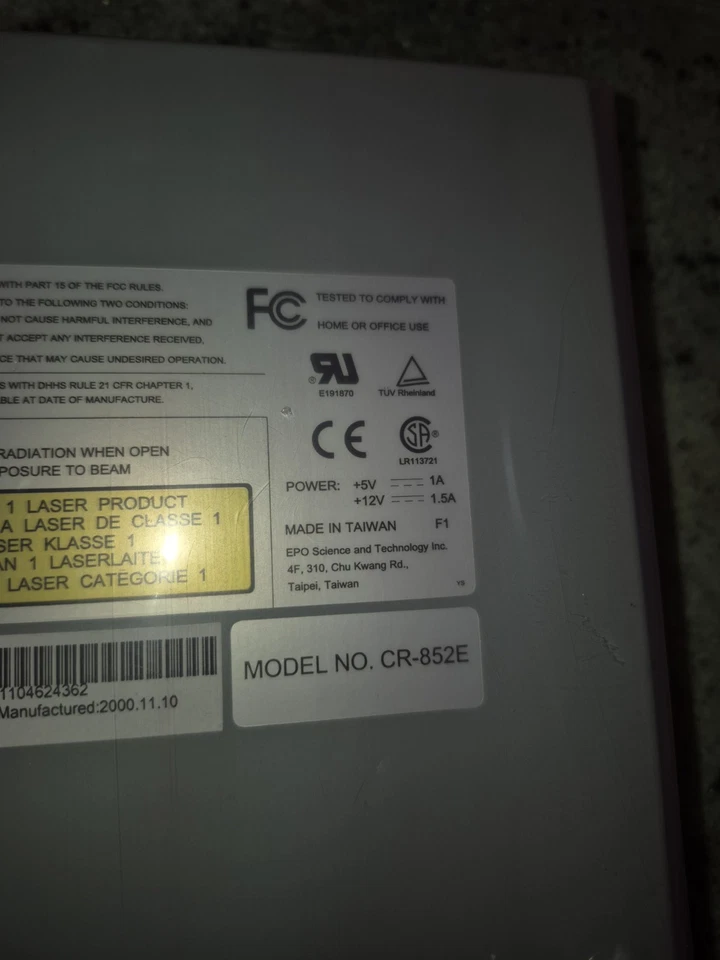 WITH PART 15 OF THE FCC RULES.
TO THE FOLLOWING TWO CONDITIONS:
NOT CAUSE HARMFUL INTERFERENCE, AND
ACCEPT ANY INTERFERENCE RECEIVED.
CE THAT MAY CAUSE UNDESIRED OPERATION.
S WITH DHHS RULE 21 CFR CHAPTER 1,
BLE AT DATE OF MANUFACTURE.
RADIATION WHEN OPEN
POSURE TO BEAM
1 LASER PRODUCT
A LASER DE CLASSE 1
SER KLASSE 1
AN 1 LASERLAITE
LASER CATEGORIE 1
FC TESTED TO COMPLY WITH
HOME OR OFFICE USE
RU ®
E191870
TÜV Rheinland
CE
SA ®
LR113721
POWER: +5V 1A
+12V 1.5A
MADE IN TAIWAN F1
EPO Science and Technology Inc.
4F, 310, Chu Kwang Rd.,
Taipei, Taiwan
V9
1104624362
Manufactured:2000.11.10
MODEL NO. CR-852E